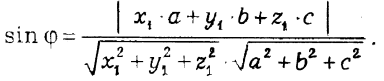 sin φ = | x₁ · a + y₁ · b + z₁ · c | / √(x₁² + y₁² + z₁²) · √(a² + b² + c²) .